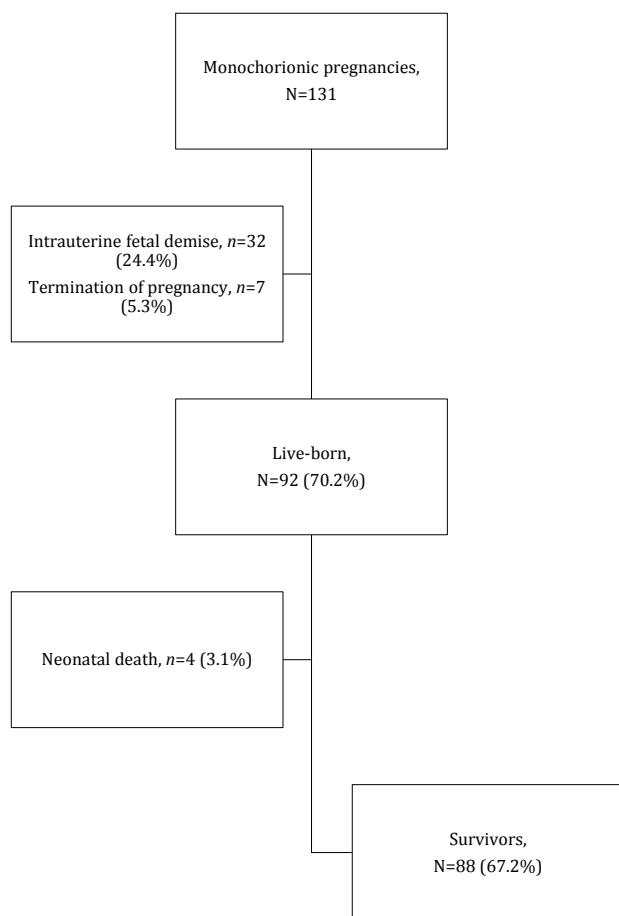 Monochorionic pregnancies,
N=131
Intrauterine fetal demise, n=32
(24.4%)
Termination of pregnancy, n=7
(5.3%)
Live-born,
N=92 (70.2%)
Neonatal death, n=4 (3.1%)
Survivors,
N=88 (67.2%)